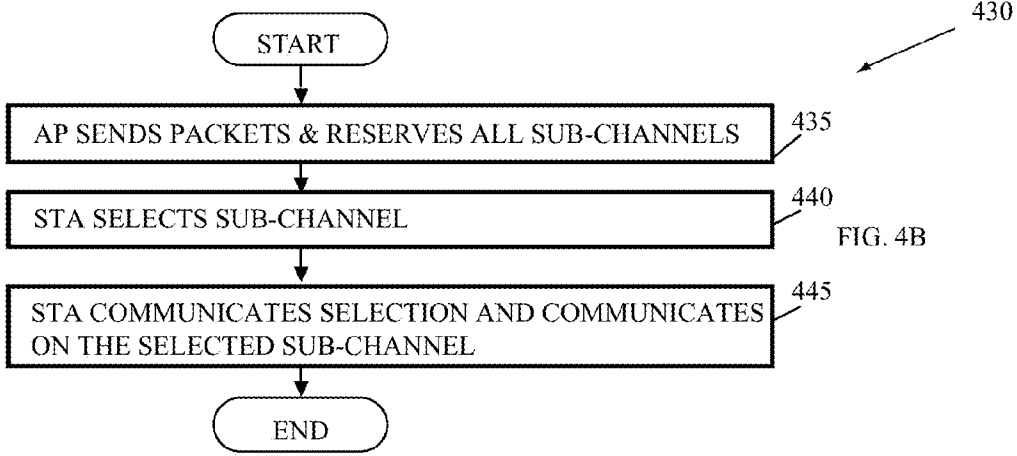 430
START
AP SENDS PACKETS & RESERVES ALL SUB-CHANNELS
435
STA SELECTS SUB-CHANNEL
440
FIG. 4B
STA COMMUNICATES SELECTION AND COMMUNICATES
ON THE SELECTED SUB-CHANNEL
445
END